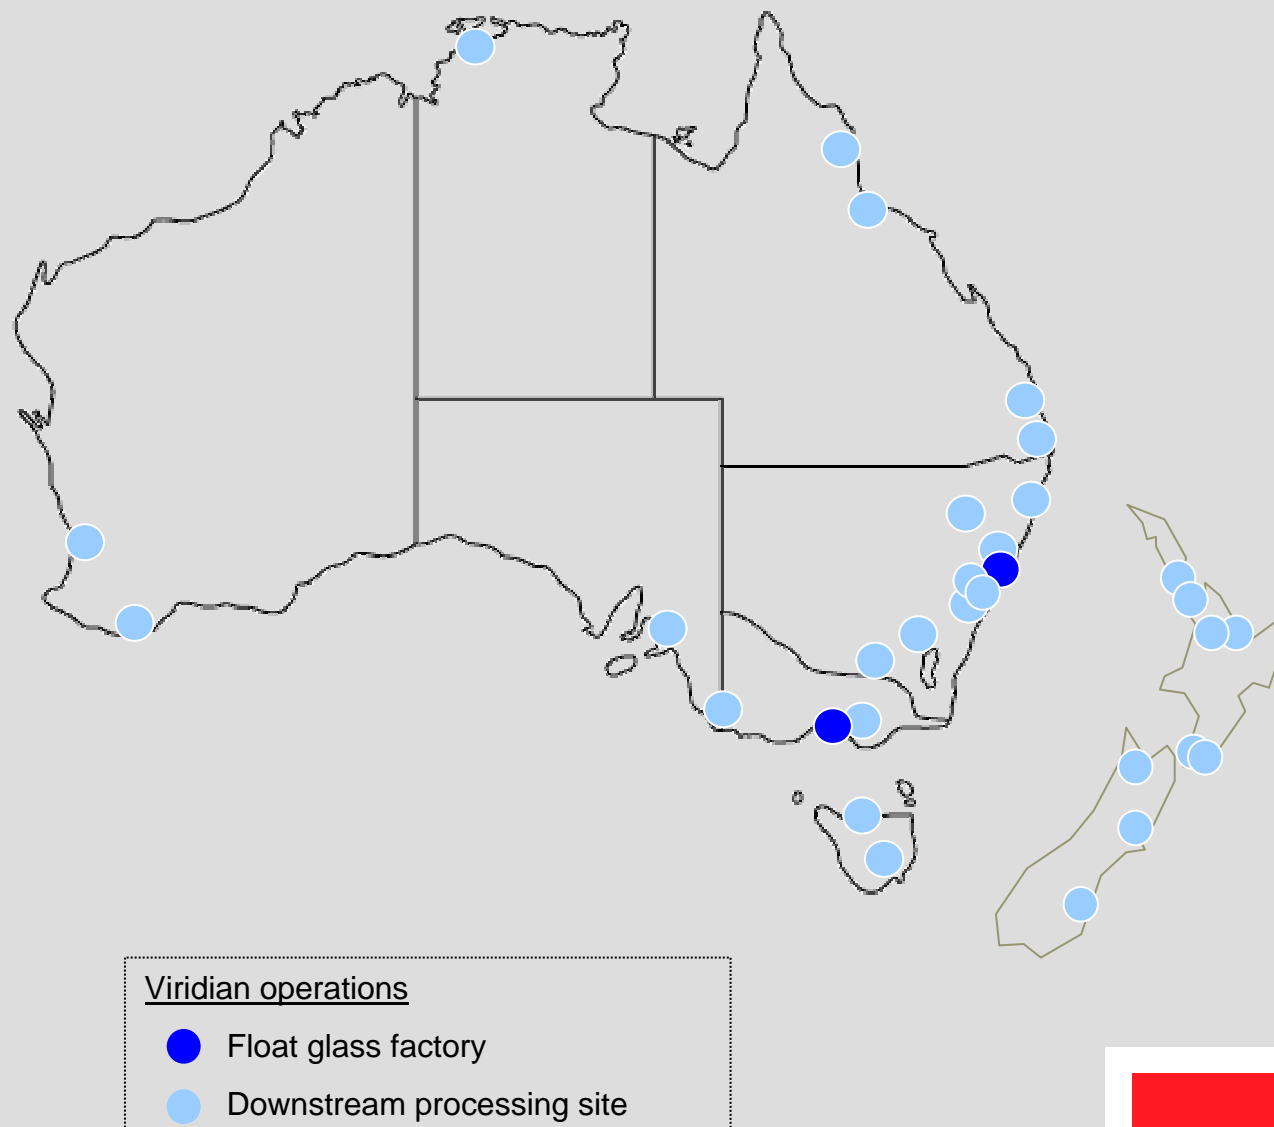 Viridian operations
Float glass factory
Downstream processing site